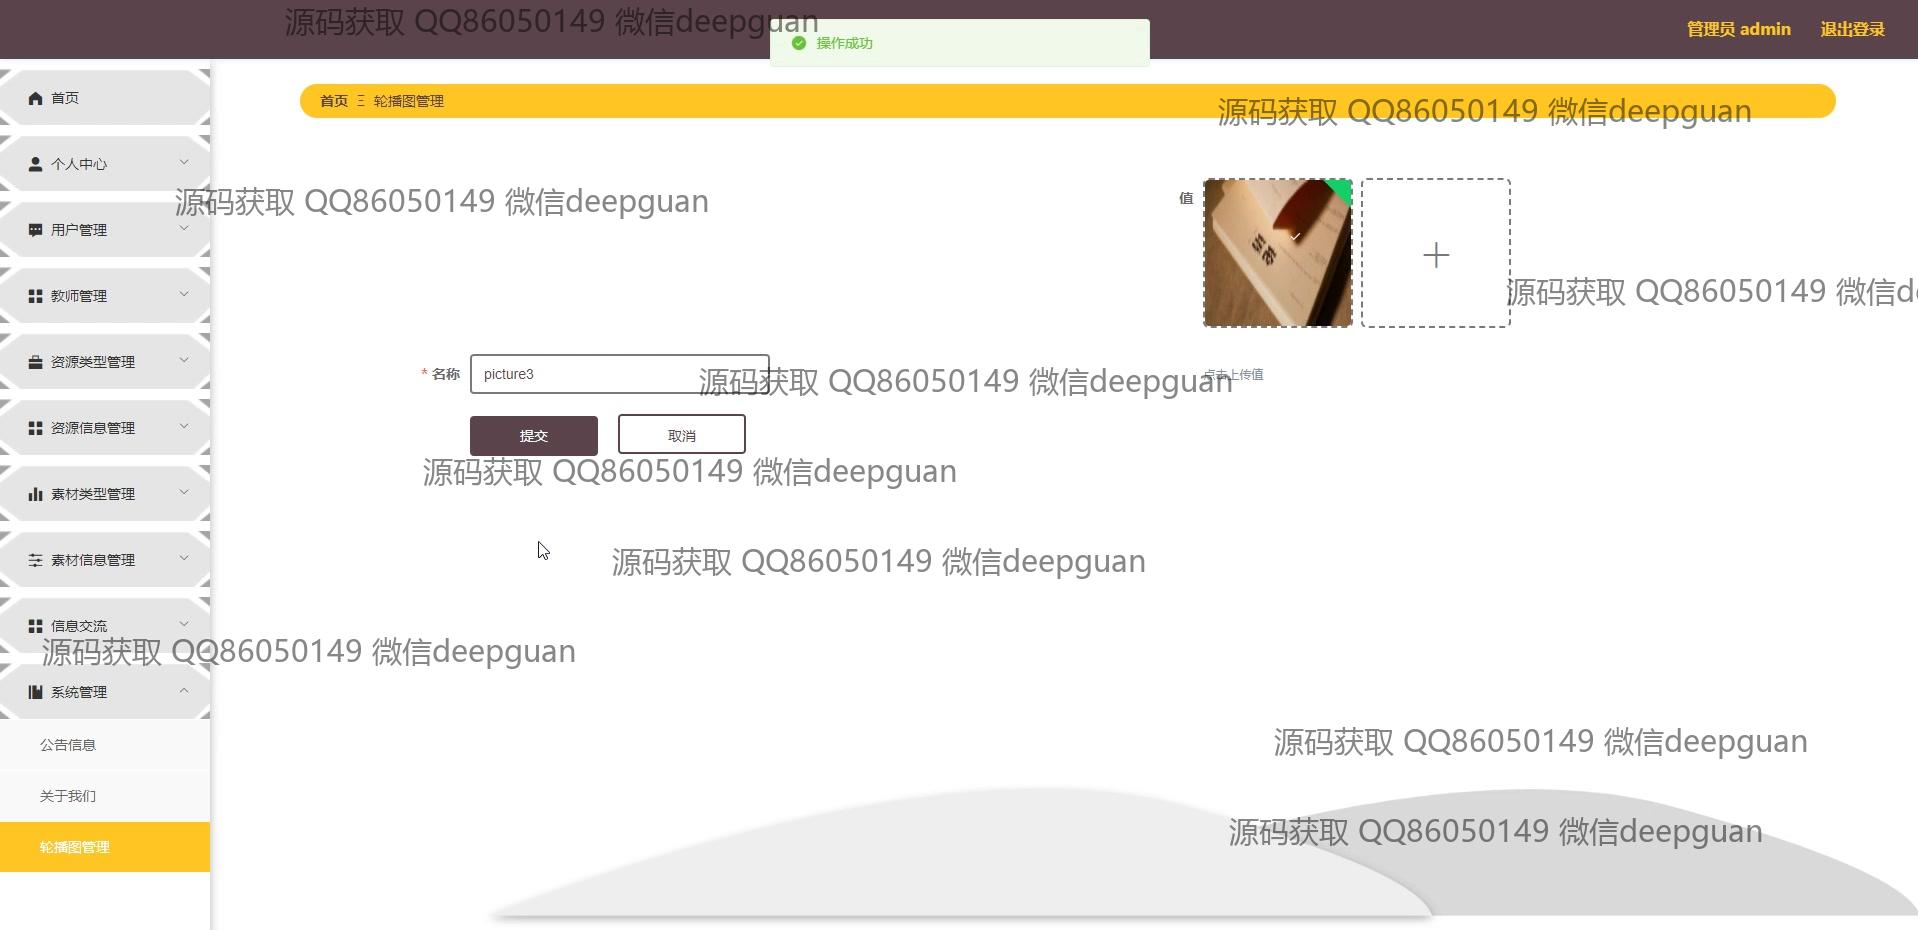 源码获取 QQ86050149 微信deepguan
操作成功
管理员 admin
退出登录
首页
个人中心
用户管理
教师管理
资源类型管理
资源信息管理
素材类型管理
素材信息管理
信息交流
系统管理
公告信息
关于我们
轮播图管理
首页 Ξ 轮播图管理
源码获取 QQ86050149 微信deepguan
源码获取 QQ86050149 微信deepguan
值
源码获取 QQ86050149 微信d
* 名称 picture3
源码获取 QQ86050149 微信deepguan
点击上传值
提交
取消
源码获取 QQ86050149 微信deepguan
源码获取 QQ86050149 微信deepguan
源码获取 QQ86050149 微信deepguan
源码获取 QQ86050149 微信deepguan
源码获取 QQ86050149 微信deepguan